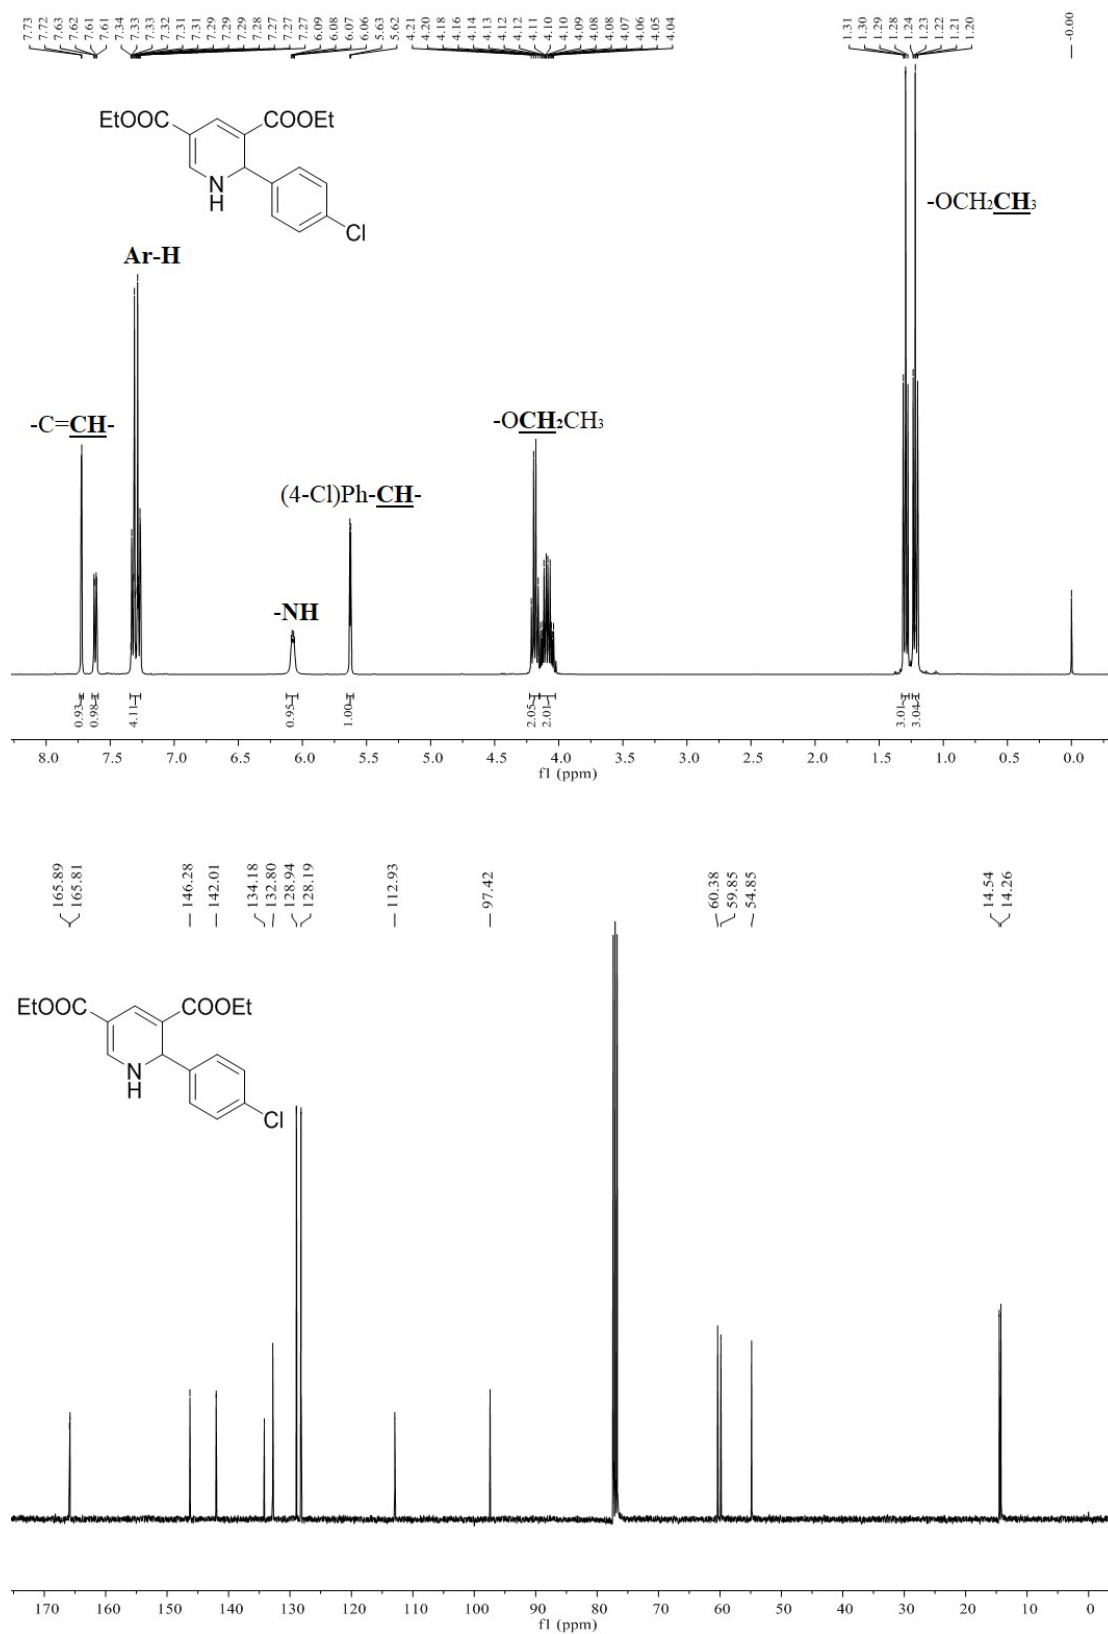 7.73 7.72 7.63 7.62 7.61 7.61 7.34 7.33 7.33 7.32 7.31 7.31 7.29 7.29 7.29 7.28 7.27 7.27 7.27 6.09 6.08 6.07 6.06 5.63 5.62 4.21 4.20 4.18 4.16 4.14 4.13 4.12 4.12 4.11 4.10 4.10 4.09 4.08 4.08 4.07 4.06 4.05 4.04 1.31 1.30 1.29 1.28 1.24 1.23 1.22 1.21 1.20 -0.00
EtOOC COOEt
N
H
Cl
-OCH₂CH₃
Ar-H
-C=CH-
-OCH₂CH₃
(4-Cl)Ph-CH-
-NH
0.93 0.98 4.11 0.95 1.00 2.05 2.01 3.01 3.04
8.0 7.5 7.0 6.5 6.0 5.5 5.0 4.5 4.0 3.5 3.0 2.5 2.0 1.5 1.0 0.5 0.0
f1 (ppm)
165.89 165.81 146.28 142.01 134.18 132.80 128.94 128.19 112.93 97.42 60.38 59.85 54.85 14.54 14.26
EtOOC COOEt
N
H
Cl
170 160 150 140 130 120 110 100 90 80 70 60 50 40 30 20 10 0
f1 (ppm)